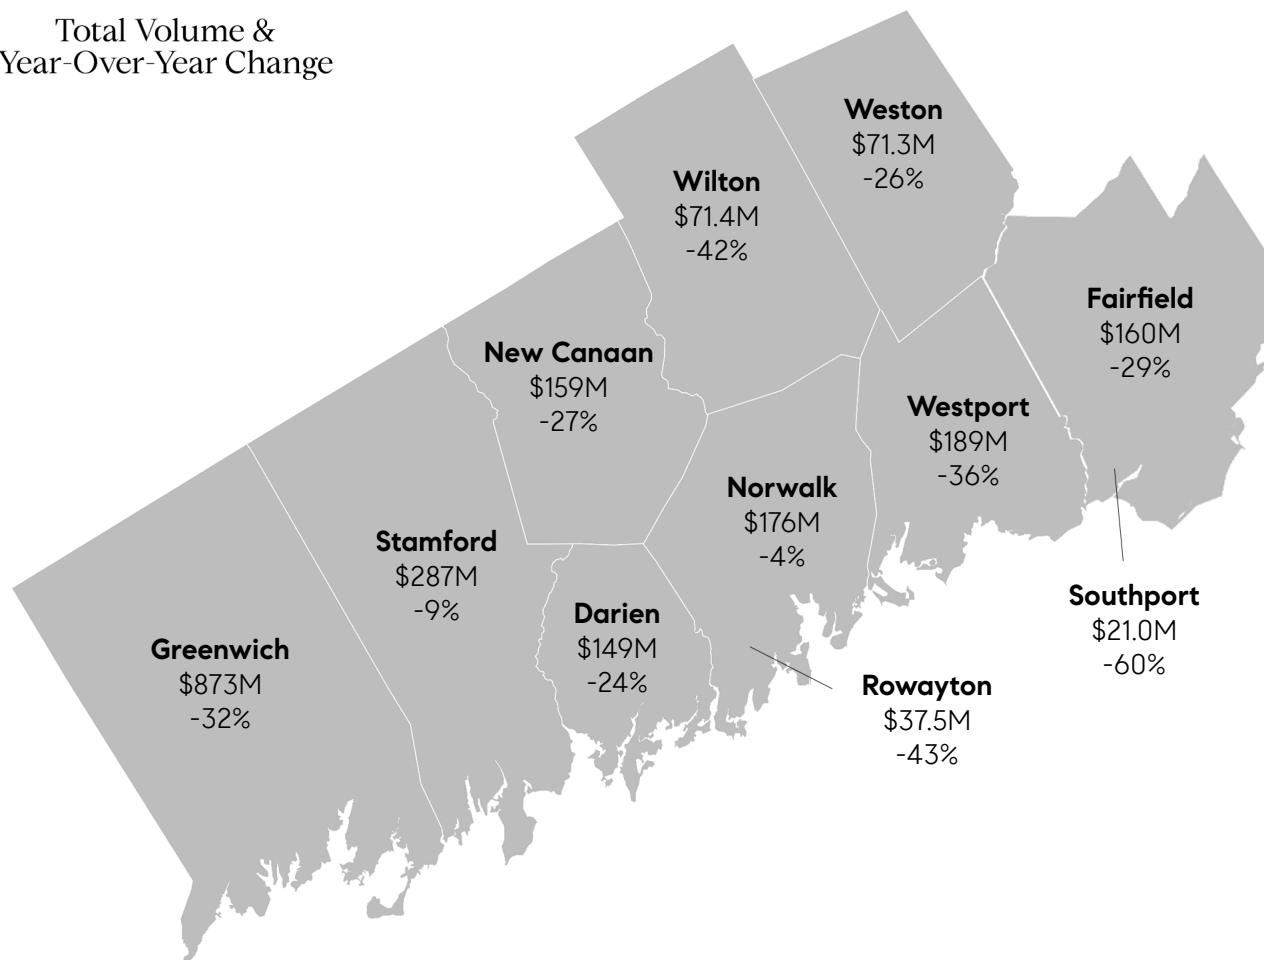 Total Volume &
Year-Over-Year Change
Weston
$71.3M
-26%
Wilton
$71.4M
-42%
Fairfield
$160M
-29%
New Canaan
$159M
-27%
Westport
$189M
-36%
Norwalk
$176M
-4%
Stamford
$287M
-9%
Darien
$149M
-24%
Southport
$21.0M
-60%
Greenwich
$873M
-32%
Rowayton
$37.5M
-43%